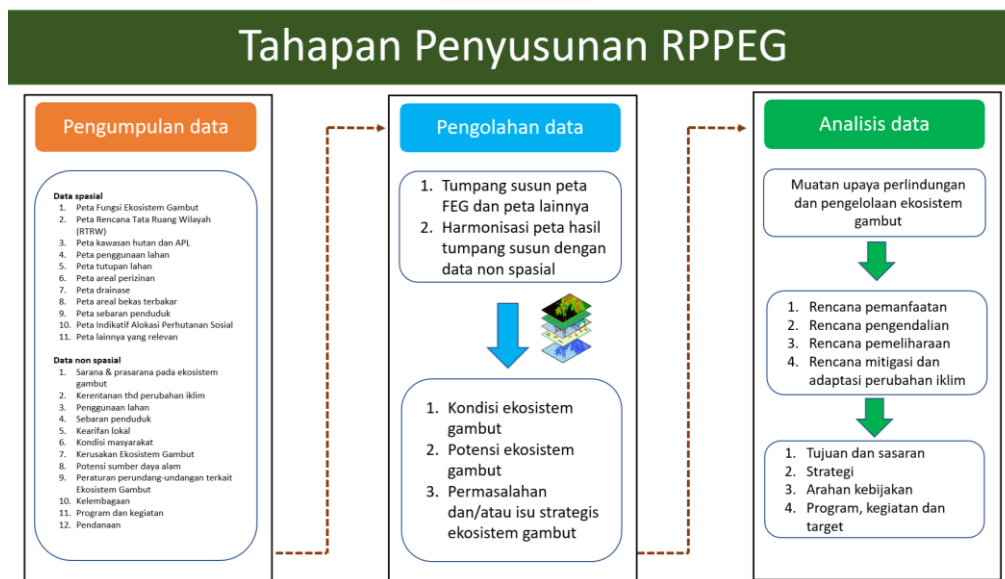 Tahapan Penyusunan RPPEG
Pengumpulan data
Data spasial
1. Peta Fungsi Ekosistem Gambut
2. Peta Rencana Tata Ruang Wilayah
(RTRW)
3. Peta kawasan hutan dan APL
4. Peta penggunaan lahan
5. Peta tutupan lahan
6. Peta areal perizinan
7. Peta drainase
8. Peta areal bekas terbakar
9. Peta sebaran penduduk
10. Peta Indikatif Alokasi Perhutanan Sosial
11. Peta lainnya yang relevan
Data non spasial
1. Sarana & prasarana pada ekosistem
gambut
2. Kerentanan thd perubahan iklim
3. Penggunaan lahan
4. Sebaran penduduk
5. Kearifan lokal
6. Kondisi masyarakat
7. Kerusakan Ekosistem Gambut
8. Potensi sumber daya alam
9. Peraturan perundang-undangan terkait
Ekosistem Gambut
10. Kelembagaan
11. Program dan kegiatan
12. Pendanaan
Pengolahan data
1. Tumpang susun peta
FEG dan peta lainnya
2. Harmonisasi peta hasil
tumpang susun dengan
data non spasial
1. Kondisi ekosistem
gambut
2. Potensi ekosistem
gambut
3. Permasalahan
dan/atau isu strategis
ekosistem gambut
Analisis data
Muatan upaya perlindungan
dan pengelolaan ekosistem
gambut
1. Rencana pemanfaatan
2. Rencana pengendalian
3. Rencana pemeliharaan
4. Rencana mitigasi dan
adaptasi perubahan iklim
1. Tujuan dan sasaran
2. Strategi
3. Arahan kebijakan
4. Program, kegiatan dan
target